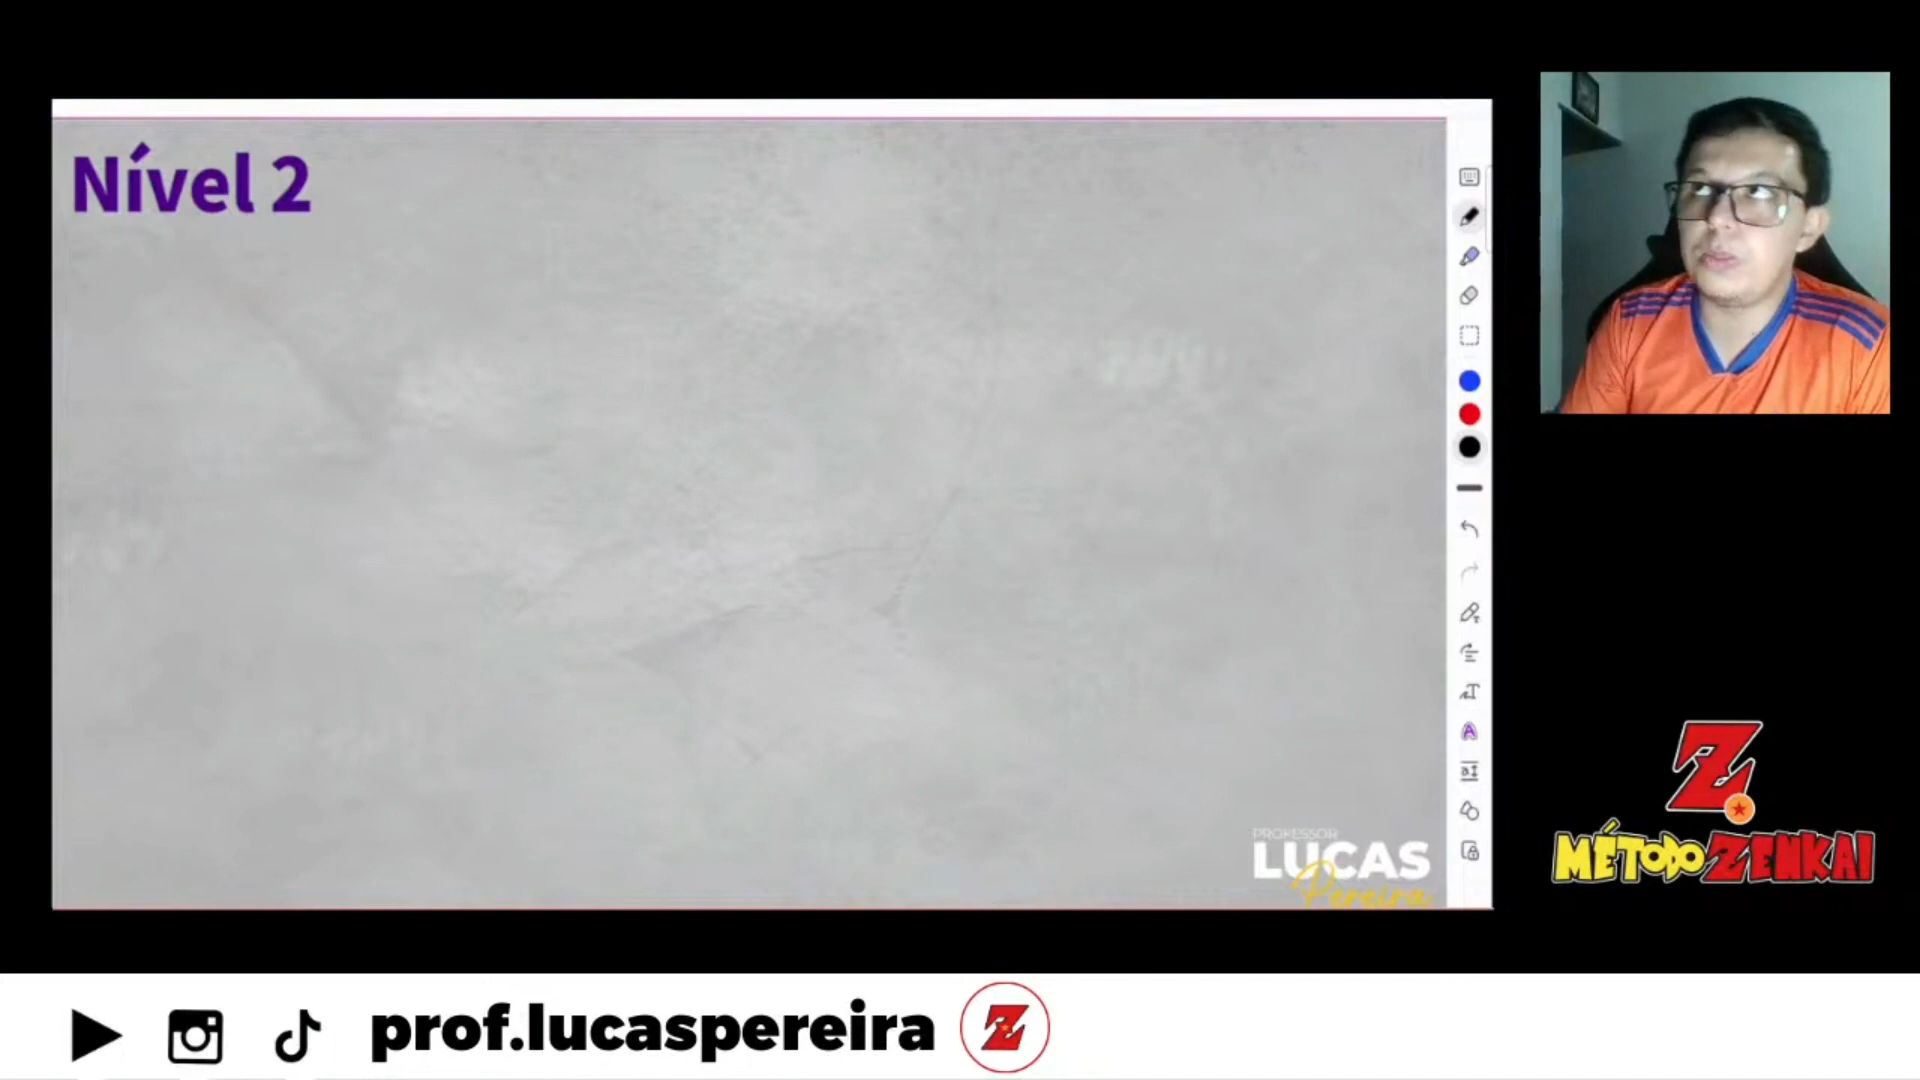 Nível 2
PROFESSOR
LUCAS
Pereira
Z
MÉTODO ZENKAI
prof.lucaspereira
Z